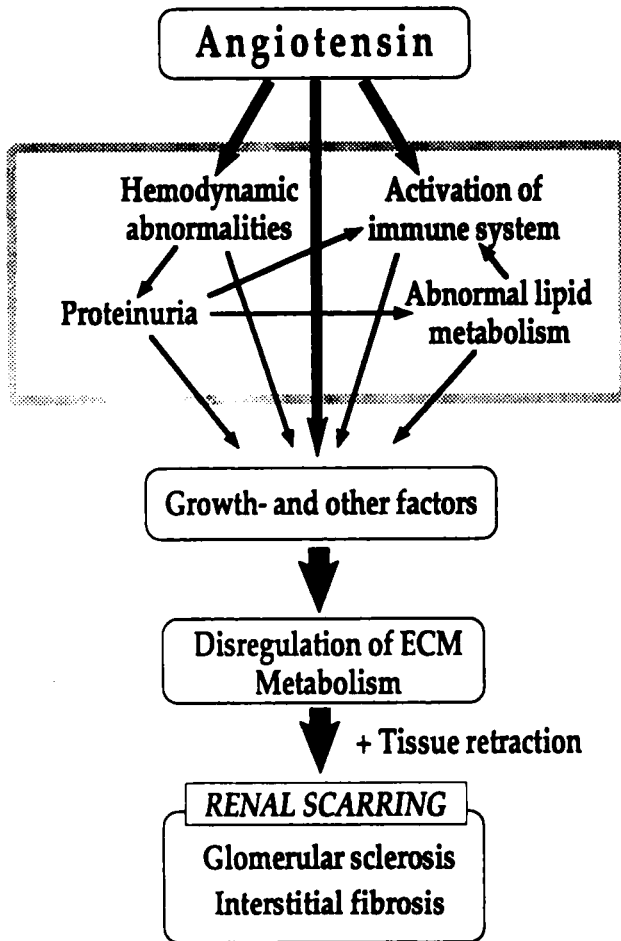 Angiotensin
Hemodynamic
abnormalities
Activation of
immune system
Proteinuria
Abnormal lipid
metabolism
Growth- and other factors
Disregulation of ECM
Metabolism
+ Tissue retraction
RENAL SCARRING
Glomerular sclerosis
Interstitial fibrosis